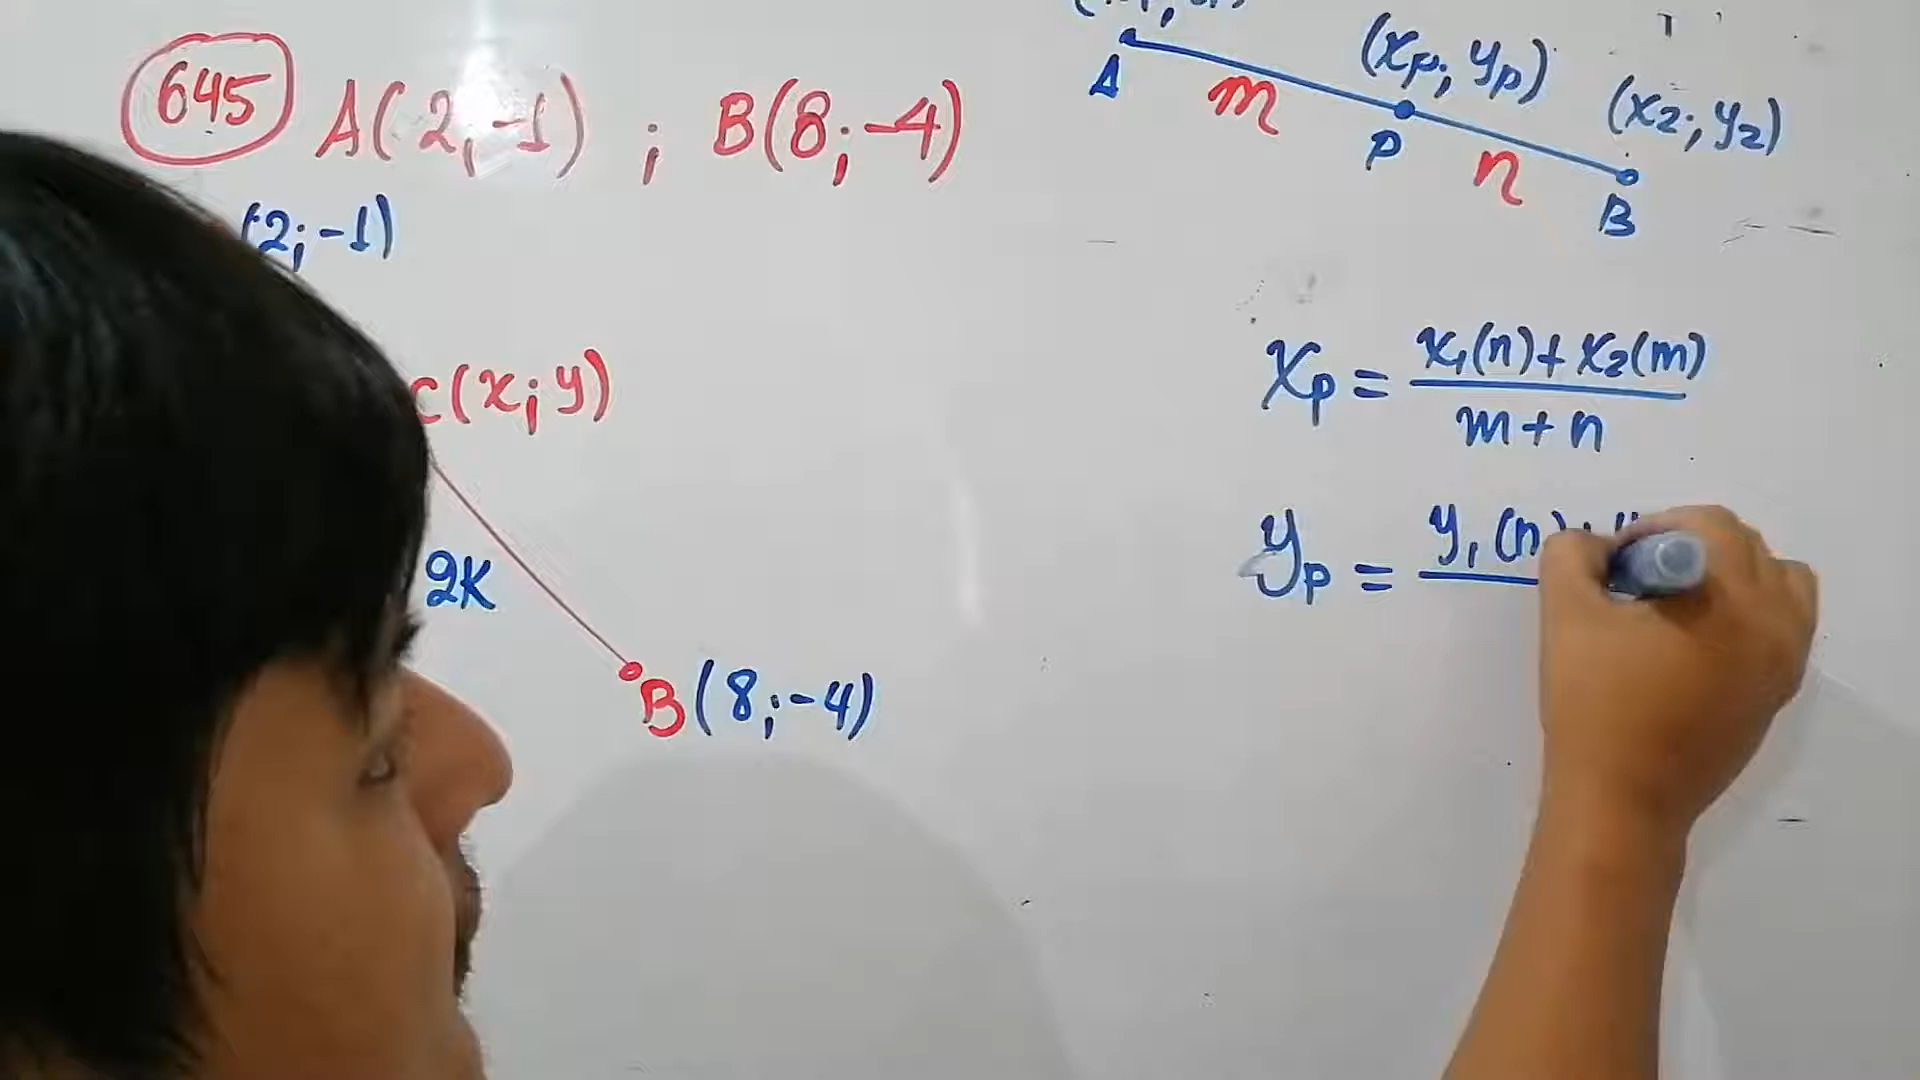 645 A(2;-1) ; B(8;-4)
(2;-1)
C(x;y)
2K
B(8;-4)
A m (xp; yp) P n (x2; y2) B
xp = x1(n)+x2(m)
m+n
yp = y1(n)+